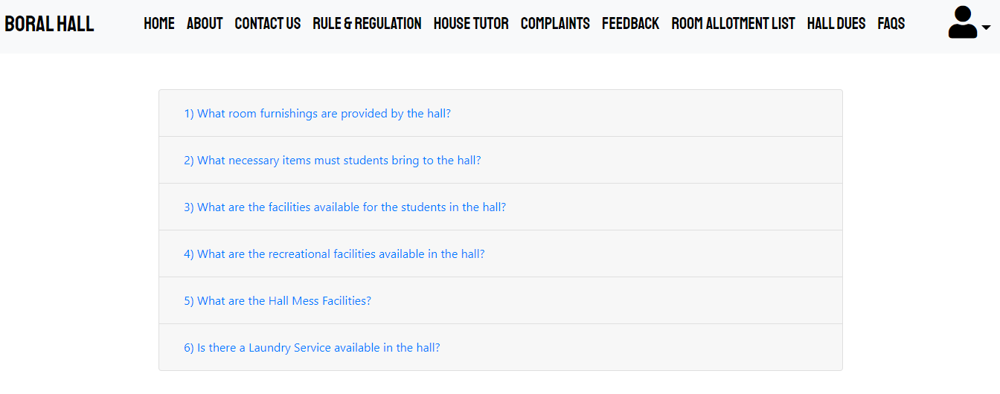 BORAL HALL HOME ABOUT CONTACT US RULE & REGULATION HOUSE TUTOR COMPLAINTS FEEDBACK ROOM ALLOTMENT LIST HALL DUES FAQS
1) What room furnishings are provided by the hall?
2) What necessary items must students bring to the hall?
3) What are the facilities available for the students in the hall?
4) What are the recreational facilities available in the hall?
5) What are the Hall Mess Facilities?
6) Is there a Laundry Service available in the hall?